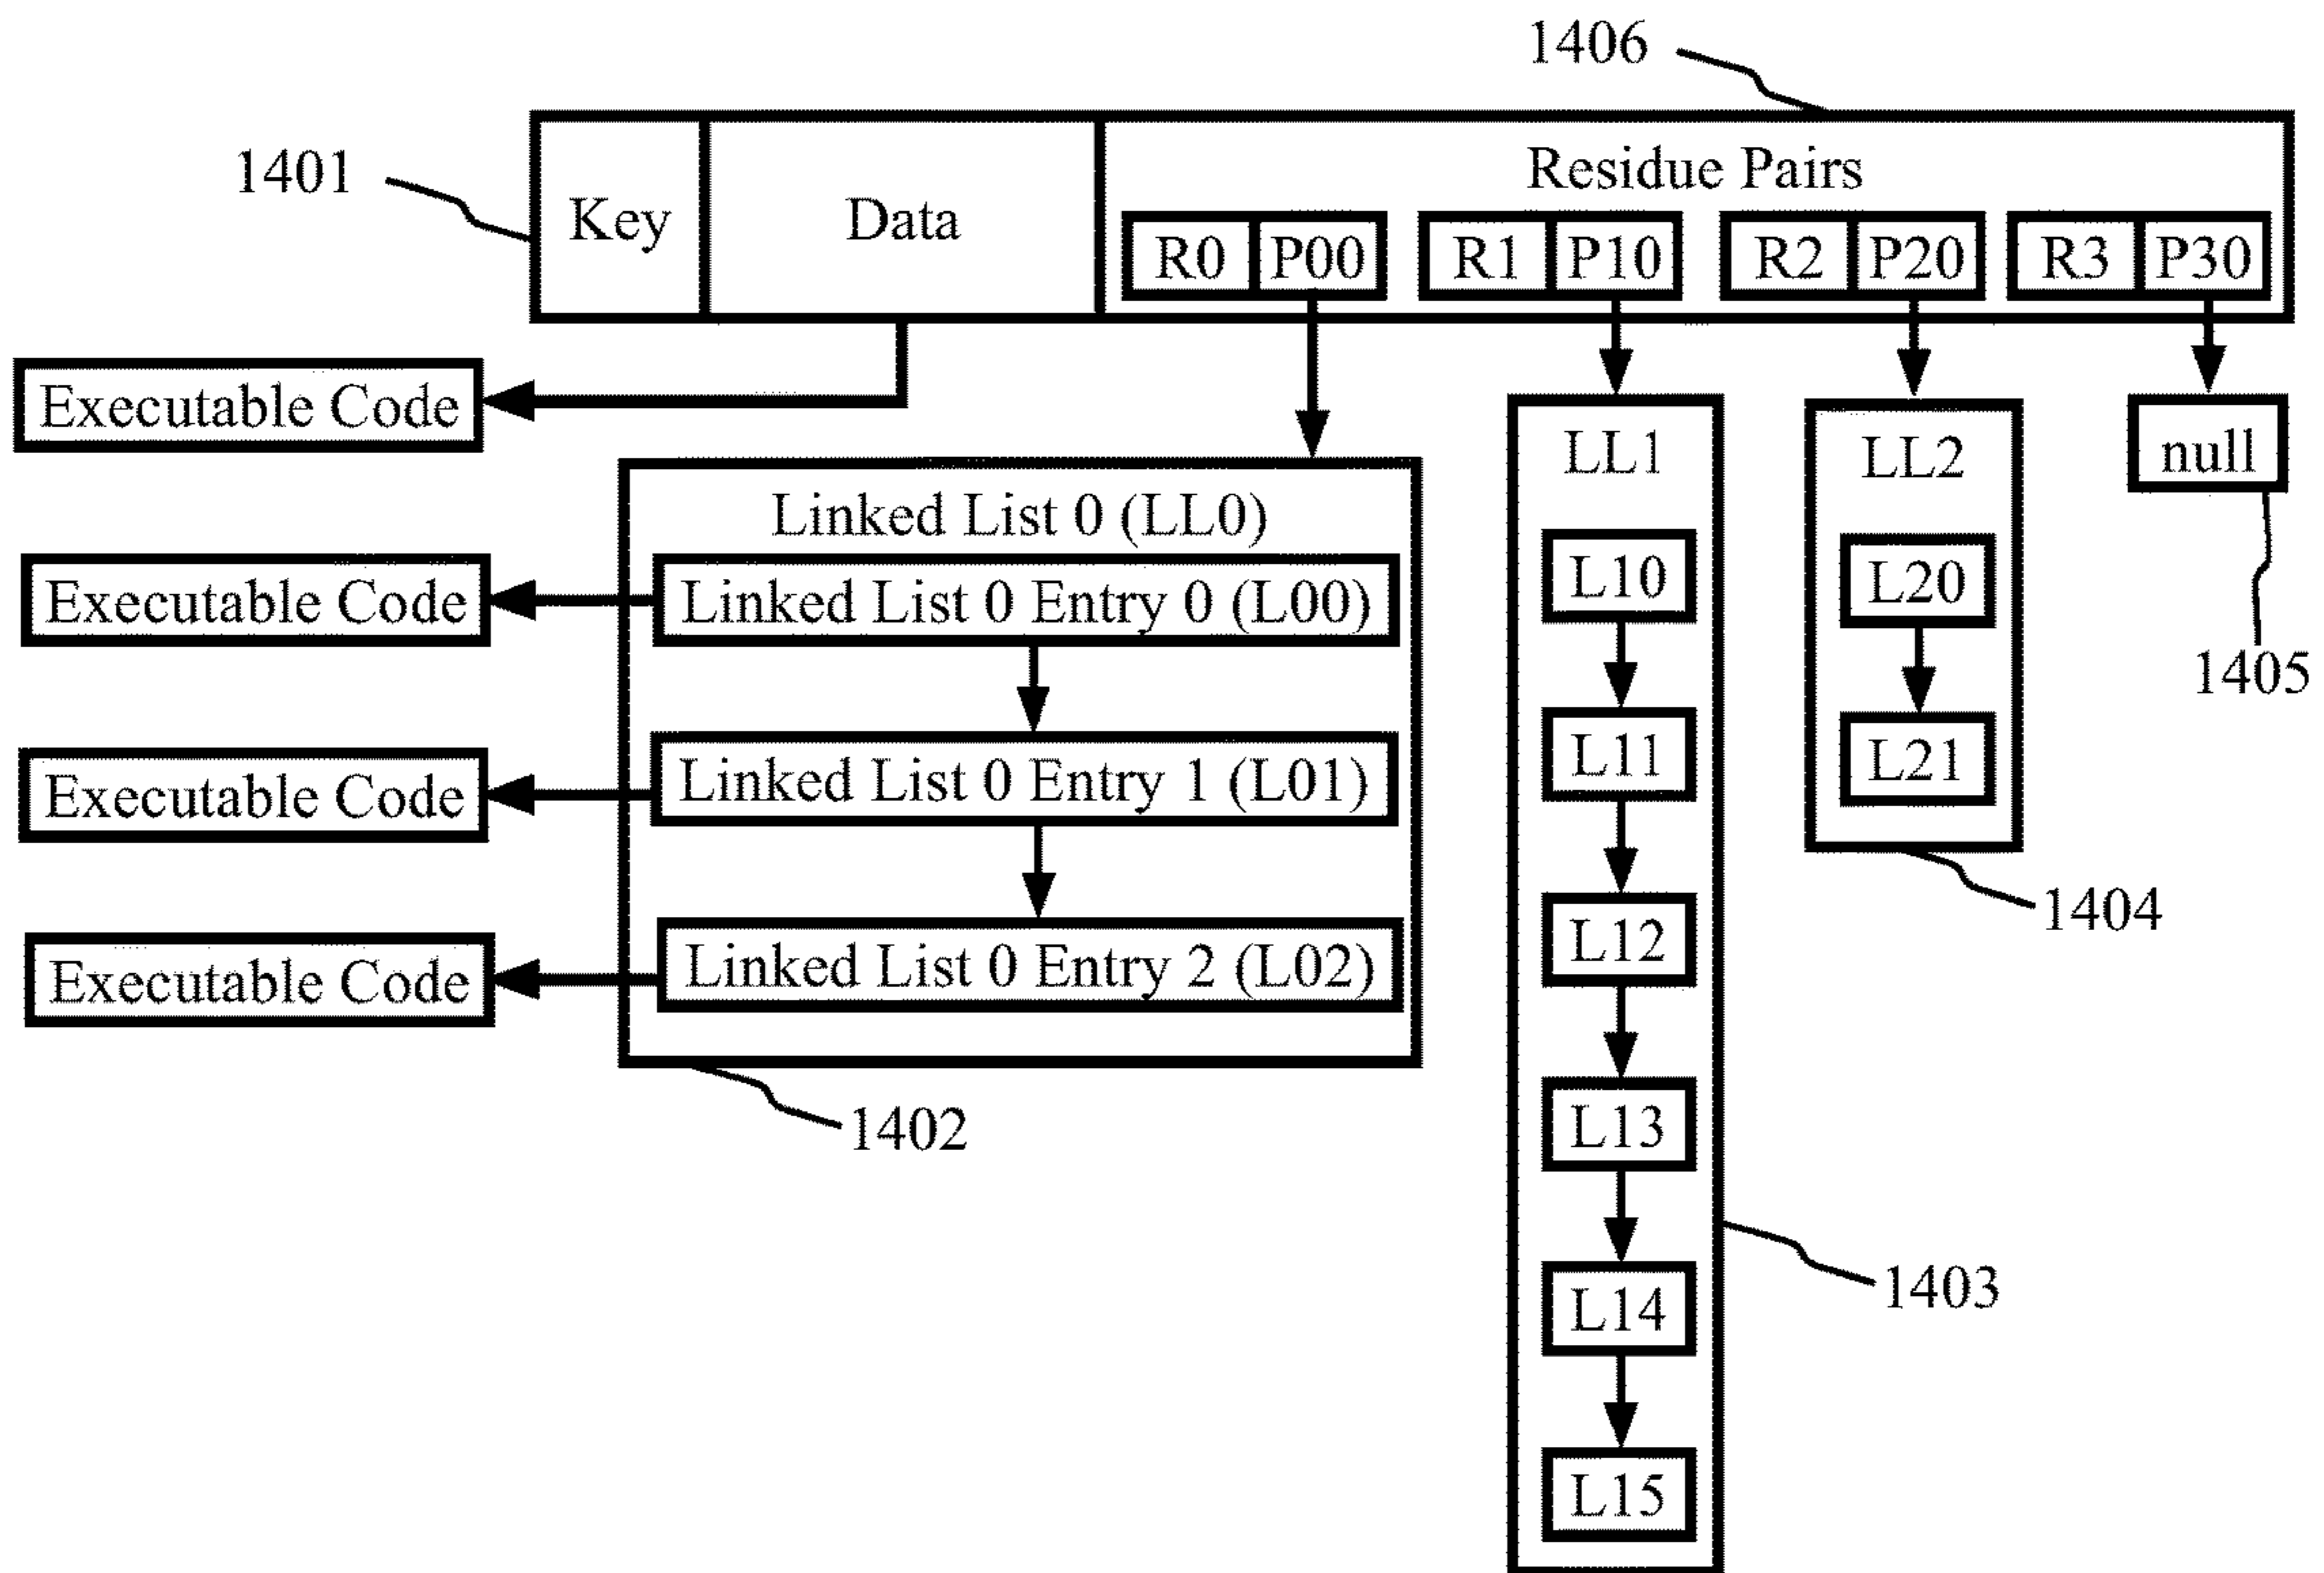 1406
1401
Residue Pairs
Key Data
R0 P00 R1 P10 R2 P20 R3 P30
Executable Code
LL1 LL2 null
Linked List 0 (LL0)
Executable Code Linked List 0 Entry 0 (L00) L10 L20
1405
Executable Code Linked List 0 Entry 1 (L01) L11 L21
1404
Executable Code Linked List 0 Entry 2 (L02) L12
1402 L13
1403
L14
L15